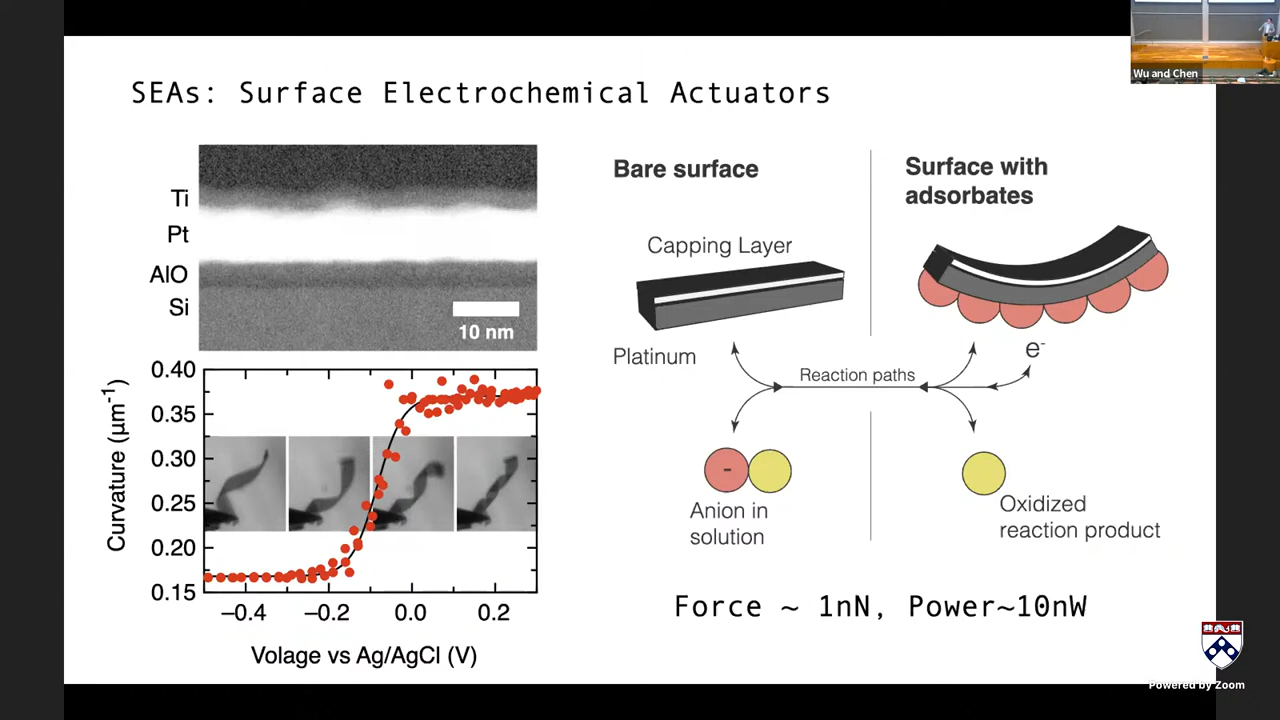 Wu and Chen
SEAs: Surface Electrochemical Actuators
Ti
Pt
AlO
Si
10 nm
Curvature (μm⁻¹)
0.40
0.35
0.30
0.25
0.20
0.15
−0.4
−0.2
0.0
0.2
Volage vs Ag/AgCl (V)
Bare surface
Surface with
adsorbates
Capping Layer
Platinum
e⁻
Reaction paths
-
Anion in
solution
Oxidized
reaction product
Force ~ 1nN, Power~10nW
Powered by Zoom